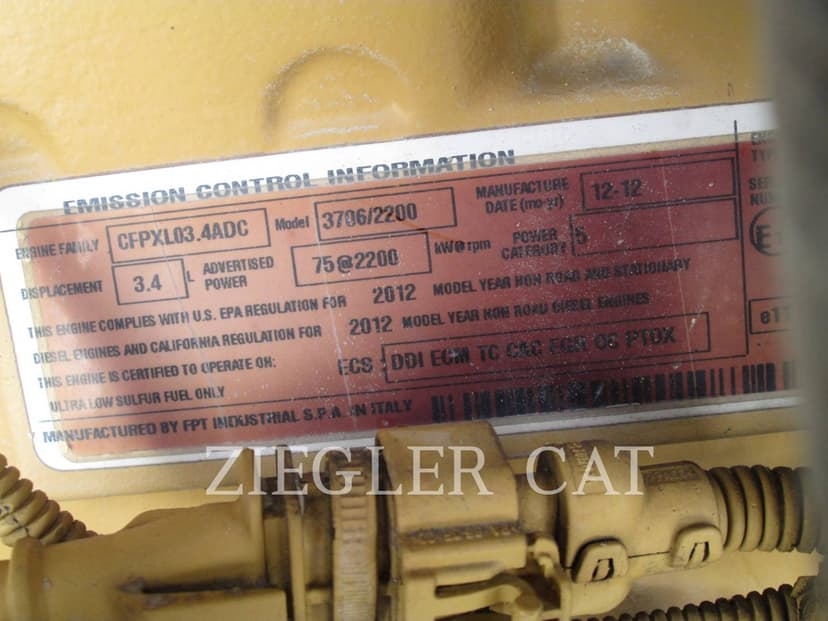 EMISSION CONTROL INFORMATION
ENGINE FAMILY CFPXL03.4ADC Model 3706/2200 MANUFACTURE DATE (mo-yr) 12-12
DISPLACEMENT 3.4 L ADVERTISED POWER 75@2200 kW@rpm POWER CATEGORY 5
THIS ENGINE COMPLIES WITH U.S. EPA REGULATION FOR 2012 MODEL YEAR NON ROAD AND STATIONARY
DIESEL ENGINES AND CALIFORNIA REGULATION FOR 2012 MODEL YEAR NON ROAD DIESEL ENGINES
THIS ENGINE IS CERTIFIED TO OPERATE ON: ECS: DDI ECM TC CAC EGR OC PTOX
ULTRA LOW SULFUR FUEL ONLY
MANUFACTURED BY FPT INDUSTRIAL S.P.A. IN ITALY
E1
e11
ZIEGLER CAT